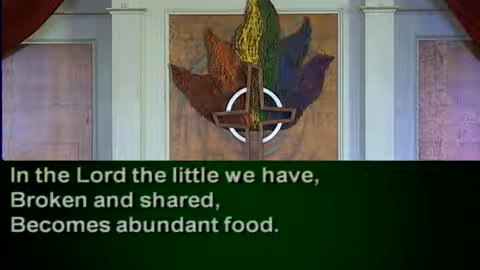 In the Lord the little we have,
Broken and shared,
Becomes abundant food.